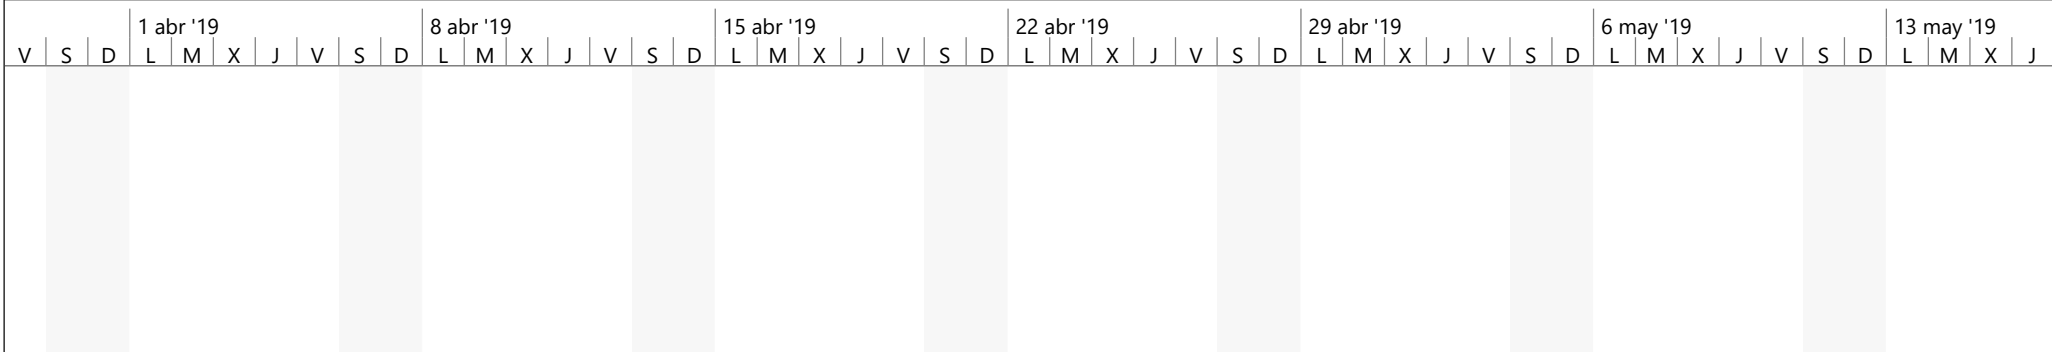 1 abr '19 8 abr '19 15 abr '19 22 abr '19 29 abr '19 6 may '19 13 may '19
V S D L M X J V S D L M X J V S D L M X J V S D L M X J V S D L M X J V S D L M X J V S D L M X J